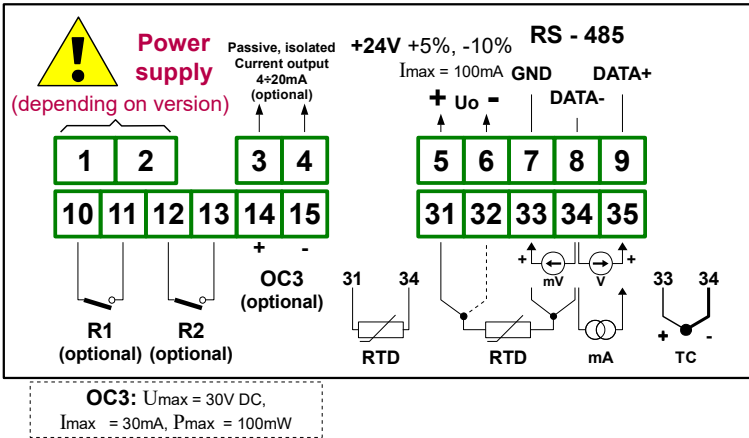 Power
supply
(depending on version)
Passive, isolated
Current output
4÷20mA
(optional)
+24V +5%, -10%
Imax = 100mA
+ Uo -
RS - 485
GND DATA+
DATA-
1 2 3 4 5 6 7 8 9
10 11 12 13 14 15 31 32 33 34 35
+ -
OC3
(optional)
R1
(optional)
R2
(optional)
31 34
RTD
RTD
+ mV
V +
mA
33 34
+ -
TC
OC3: Umax = 30V DC,
Imax = 30mA, Pmax = 100mW